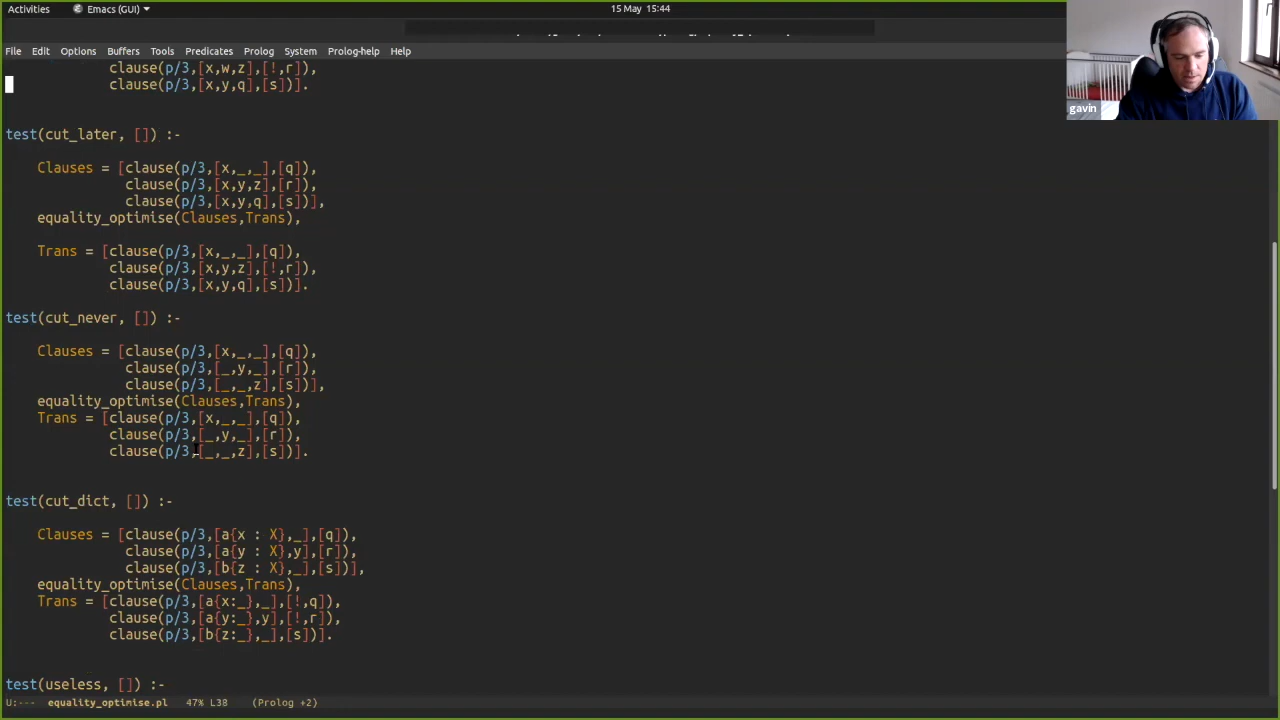 Activities Emacs (GUI) 15 May 15:44
File Edit Options Buffers Tools Predicates Prolog System Prolog-help Help
gavin
clause(p/3,[x,w,z],[!,r]),
clause(p/3,[x,y,q],[s])].
test(cut_later, []) :-
Clauses = [clause(p/3,[x,_,_],[q]),
clause(p/3,[x,y,z],[r]),
clause(p/3,[x,y,q],[s])],
equality_optimise(Clauses,Trans),
Trans = [clause(p/3,[x,_,_],[q]),
clause(p/3,[x,y,z],[!,r]),
clause(p/3,[x,y,q],[s])].
test(cut_never, []) :-
Clauses = [clause(p/3,[x,_,_],[q]),
clause(p/3,[_,y,_],[r]),
clause(p/3,[_,_,z],[s])],
equality_optimise(Clauses,Trans),
Trans = [clause(p/3,[x,_,_],[q]),
clause(p/3,[_,y,_],[r]),
clause(p/3,[_,_,z],[s])].
test(cut_dict, []) :-
Clauses = [clause(p/3,[a{x : X},_],[q]),
clause(p/3,[a{y : X},y],[r]),
clause(p/3,[b{z : X},_],[s])],
equality_optimise(Clauses,Trans),
Trans = [clause(p/3,[a{x:_},_],[!,q]),
clause(p/3,[a{y:_},y],[!,r]),
clause(p/3,[b{z:_},_],[s])].
test(useless, []) :-
U:--- equality_optimise.pl 47% L38 (Prolog +2)